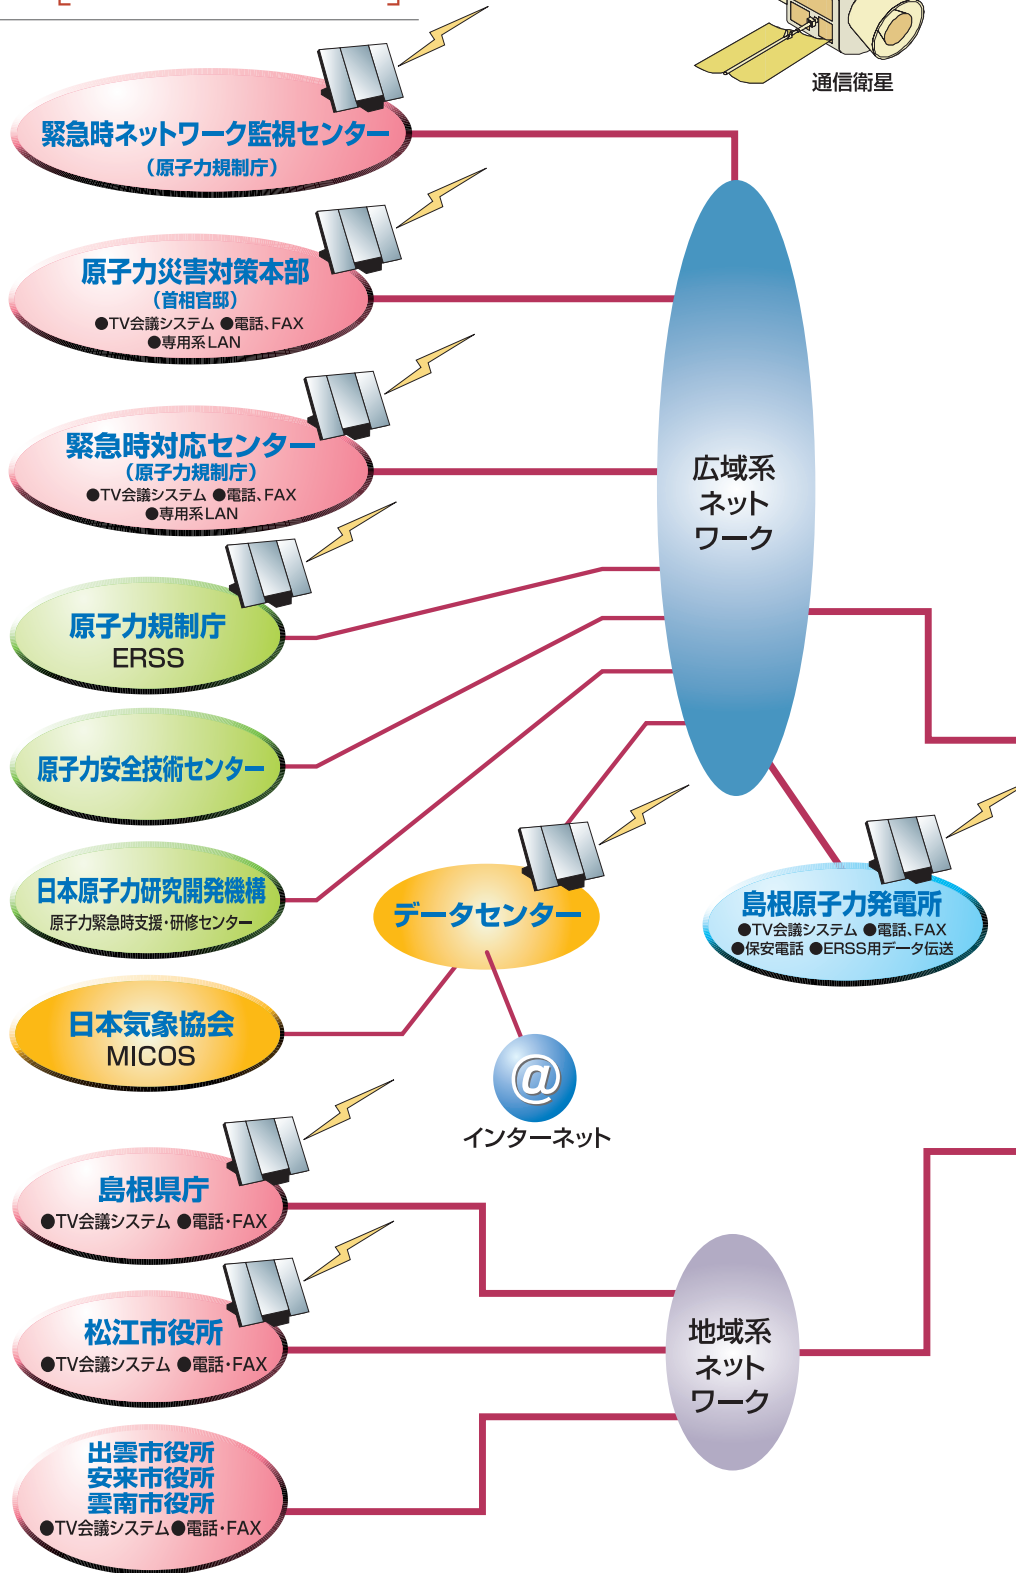 通信衛星
緊急時ネットワーク監視センター
（原子力規制庁）
原子力災害対策本部
（首相官邸）
●TV会議システム ●電話、FAX
●専用系LAN
緊急時対応センター
（原子力規制庁）
●TV会議システム ●電話、FAX
●専用系LAN
広域系
ネット
ワーク
原子力規制庁
ERSS
原子力安全技術センター
日本原子力研究開発機構
原子力緊急時支援・研修センター
データセンター
島根原子力発電所
●TV会議システム ●電話、FAX
●保安電話 ●ERSS用データ伝送
日本気象協会
MICOS
@
インターネット
島根県庁
●TV会議システム ●電話・FAX
松江市役所
●TV会議システム ●電話・FAX
地域系
ネット
ワーク
出雲市役所
安来市役所
雲南市役所
●TV会議システム●電話・FAX